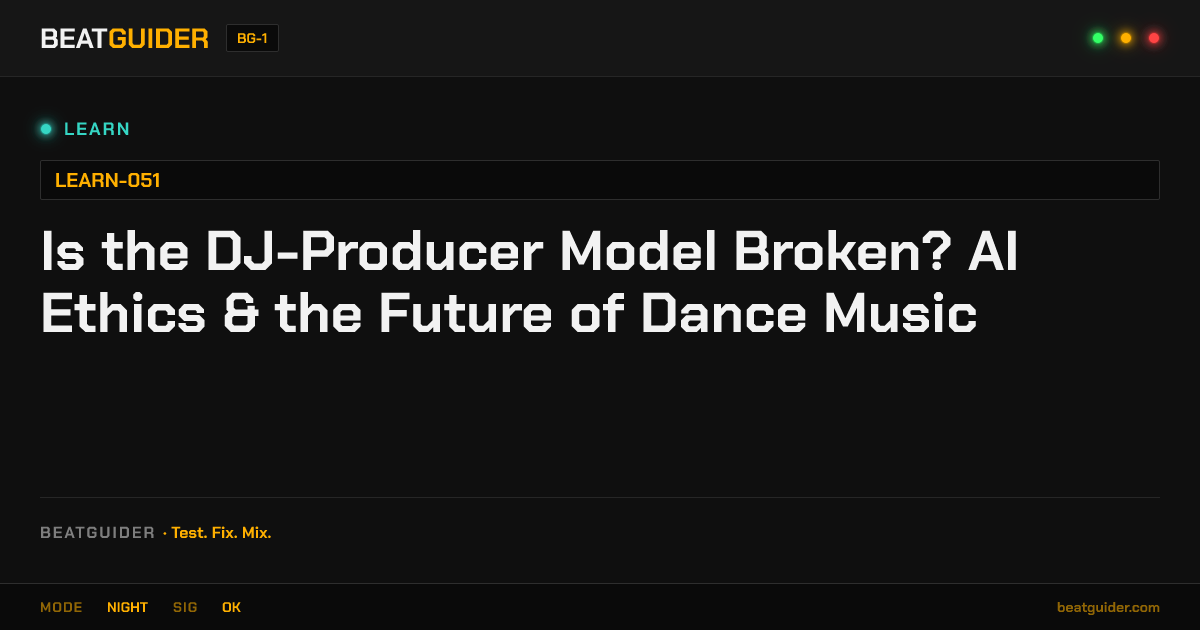 BEATGUIDER BG-1
LEARN
LEARN-051
Is the DJ-Producer Model Broken? AI
Ethics & the Future of Dance Music
BEATGUIDER · Test. Fix. Mix.
MODE NIGHT SIG OK beatguider.com